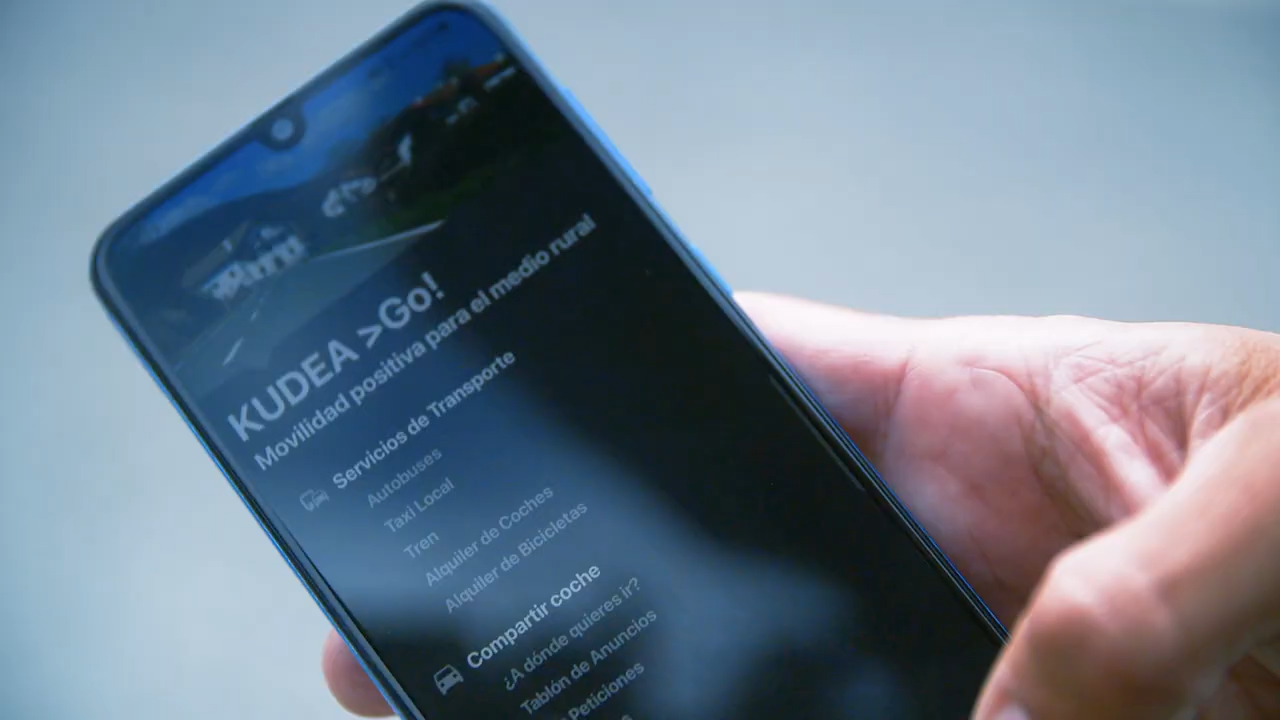 KUDEA >Go!
Movilidad positiva para el medio rural
Servicios de Transporte
Autobuses
Taxi Local
Tren
Alquiler de Coches
Alquiler de Bicicletas
Compartir coche
¿A dónde quieres ir?
Tablón de Anuncios
Peticiones